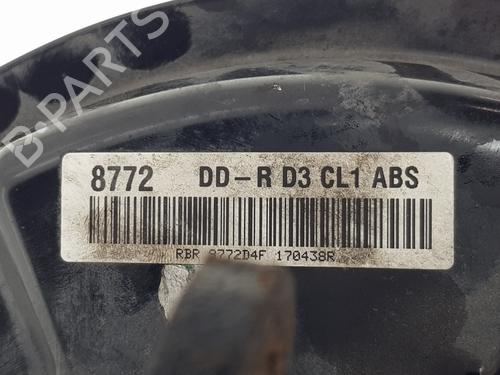 8772 DD-R D3 CL1 ABS
RBR 8772D4F 170438R
B-PARTS